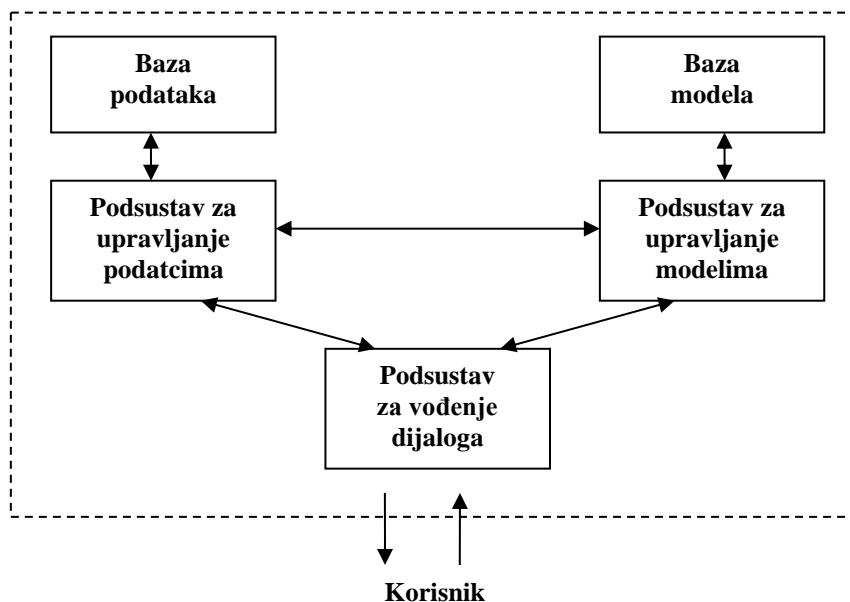 Baza
podataka
Baza
modela
Podsustav za
upravljanje
podatcima
Podsustav za
upravljanje
modelima
Podsustav
za vođenje
dijaloga
Korisnik